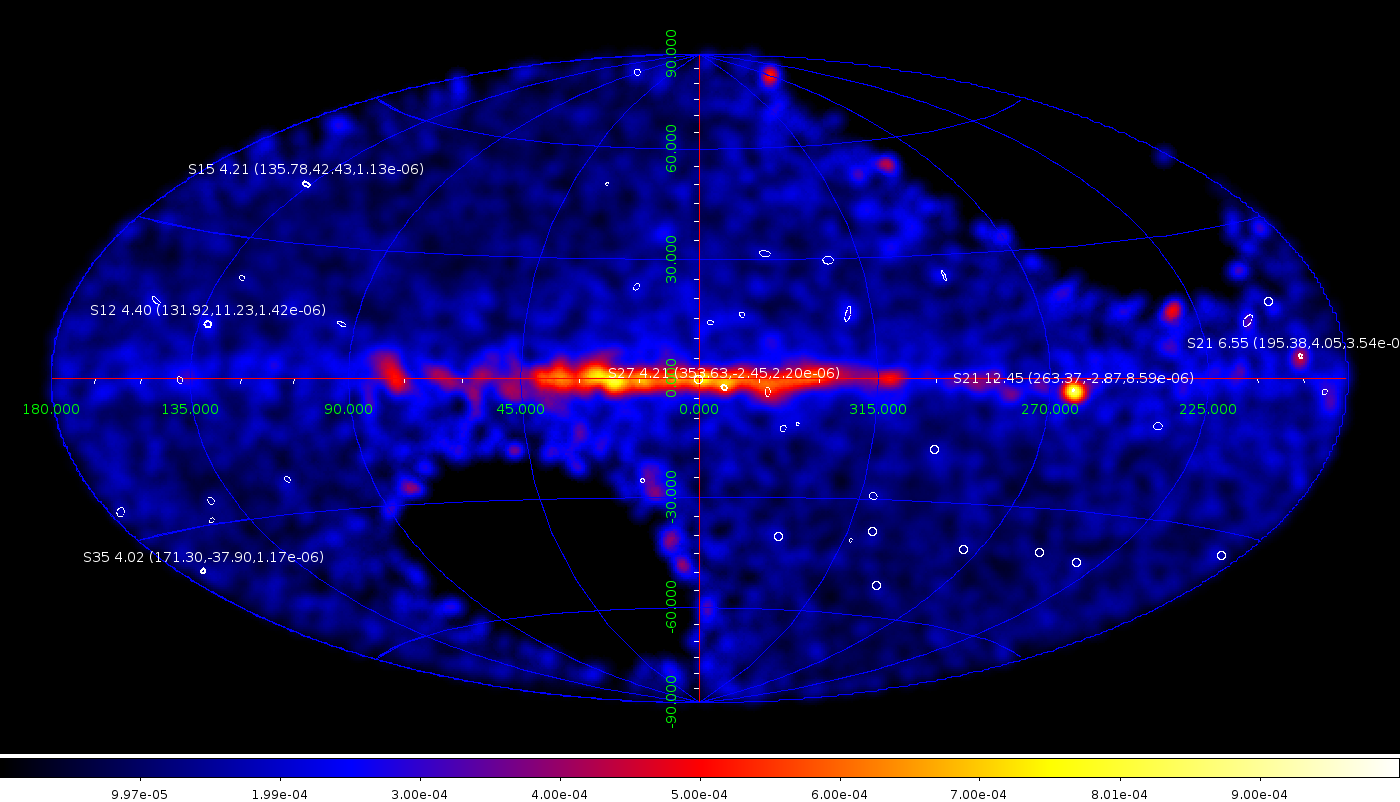 90.000
60.000
S15 4.21 (135.78,42.43,1.13e-06)
30.000
S12 4.40 (131.92,11.23,1.42e-06)
S21 6.55 (195.38,4.05,3.54e-0
S27 4.21 (353.63,-2.45,2.20e-06)
0.000
S21 12.45 (263.37,-2.87,8.59e-06)
180.000 135.000 90.000 45.000 0.000 315.000 270.000 225.000
-30.000
S35 4.02 (171.30,-37.90,1.17e-06)
-60.000
-90.000
9.97e-05 1.99e-04 3.00e-04 4.00e-04 5.00e-04 6.00e-04 7.00e-04 8.01e-04 9.00e-04